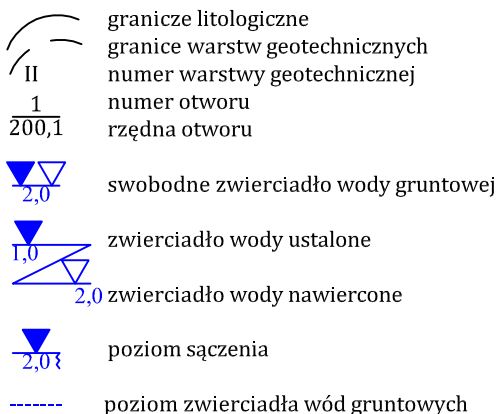 granicze litologiczne
granice warstw geotechnicznych
II numer warstwy geotechnicznej
1 numer otworu
200,1 rzędna otworu
2,0 swobodne zwierciadło wody gruntowej
1,0 zwierciadło wody ustalone
2,0 zwierciadło wody nawiercone
2,0 poziom sączenia
poziom zwierciadła wód gruntowych